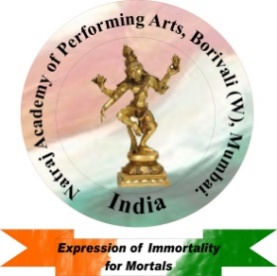 Natraj Academy of Performing Arts, Borivali (W), Mumbai.
India
Expression of Immortality
for Mortals